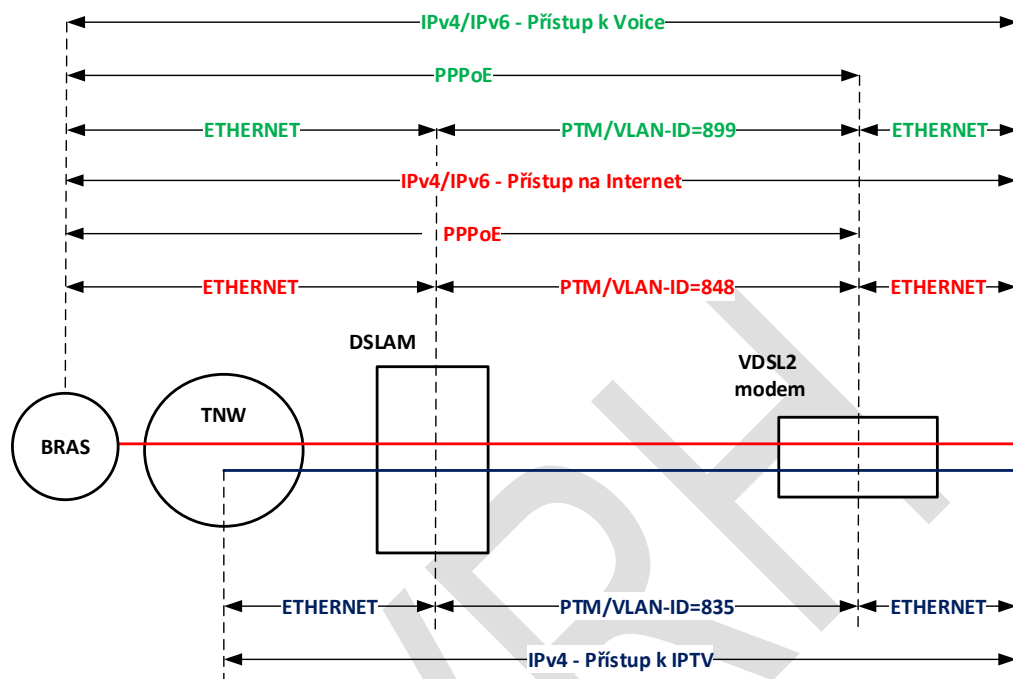 IPv4/IPv6 - Přístup k Voice
PPPoE
ETHERNET PTM/VLAN-ID=899 ETHERNET
IPv4/IPv6 - Přístup na Internet
PPPoE
ETHERNET PTM/VLAN-ID=848 ETHERNET
DSLAM
VDSL2
modem
TNW
BRAS
ETHERNET PTM/VLAN-ID=835 ETHERNET
IPv4 - Přístup k IPTV